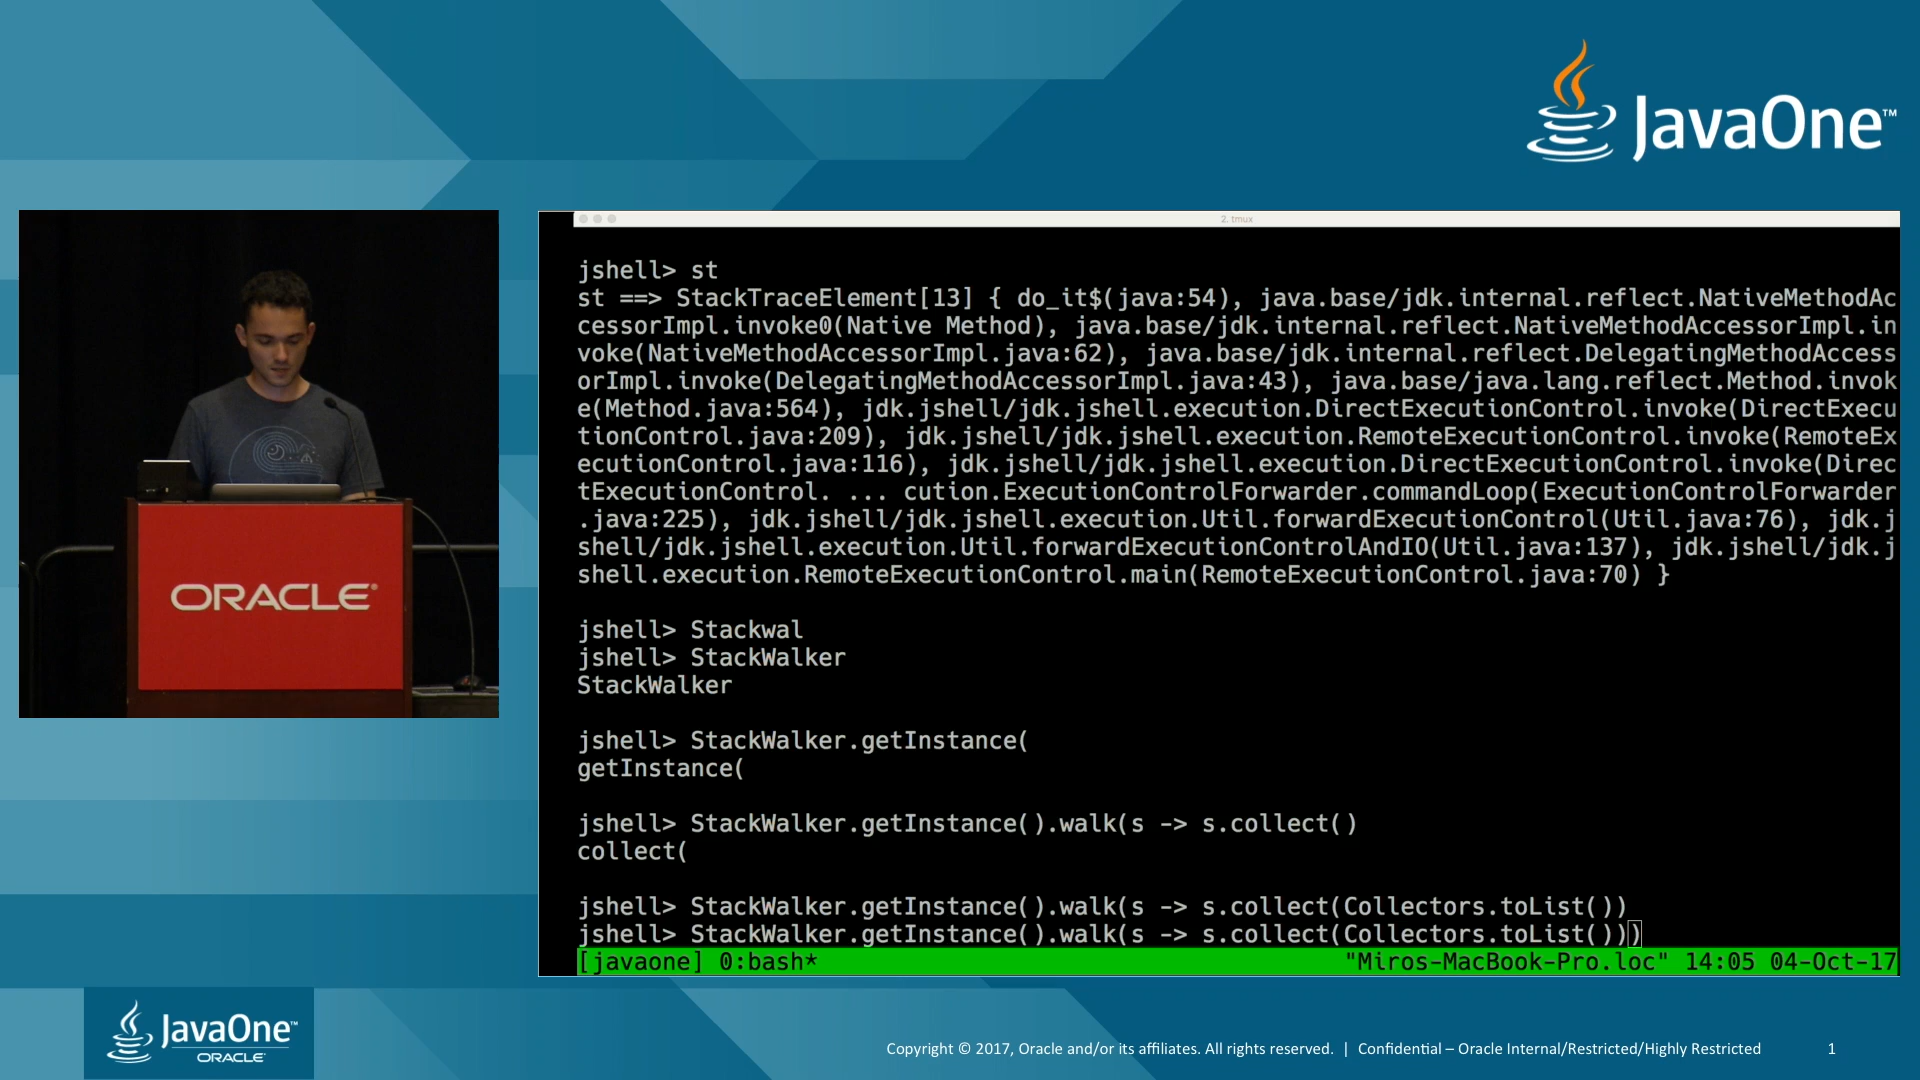 JavaOne™
2. tmux
jshell> st
st ==> StackTraceElement[13] { do_it$(java:54), java.base/jdk.internal.reflect.NativeMethodAc
cessorImpl.invoke0(Native Method), java.base/jdk.internal.reflect.NativeMethodAccessorImpl.in
voke(NativeMethodAccessorImpl.java:62), java.base/jdk.internal.reflect.DelegatingMethodAccess
orImpl.invoke(DelegatingMethodAccessorImpl.java:43), java.base/java.lang.reflect.Method.invok
e(Method.java:564), jdk.jshell/jdk.jshell.execution.DirectExecutionControl.invoke(DirectExecu
tionControl.java:209), jdk.jshell/jdk.jshell.execution.RemoteExecutionControl.invoke(RemoteEx
ecutionControl.java:116), jdk.jshell/jdk.jshell.execution.DirectExecutionControl.invoke(Direc
tExecutionControl. ... cution.ExecutionControlForwarder.commandLoop(ExecutionControlForwarder
.java:225), jdk.jshell/jdk.jshell.execution.Util.forwardExecutionControl(Util.java:76), jdk.j
shell/jdk.jshell.execution.Util.forwardExecutionControlAndIO(Util.java:137), jdk.jshell/jdk.j
shell.execution.RemoteExecutionControl.main(RemoteExecutionControl.java:70) }
jshell> Stackwal
jshell> StackWalker
StackWalker
jshell> StackWalker.getInstance(
getInstance(
jshell> StackWalker.getInstance().walk(s -> s.collect()
collect(
jshell> StackWalker.getInstance().walk(s -> s.collect(Collectors.toList())
jshell> StackWalker.getInstance().walk(s -> s.collect(Collectors.toList()))
[javaone] 0:bash* "Miros-MacBook-Pro.loc" 14:05 04-Oct-17
ORACLE®
JavaOne™
ORACLE®
Copyright © 2017, Oracle and/or its affiliates. All rights reserved. | Confidential – Oracle Internal/Restricted/Highly Restricted 1